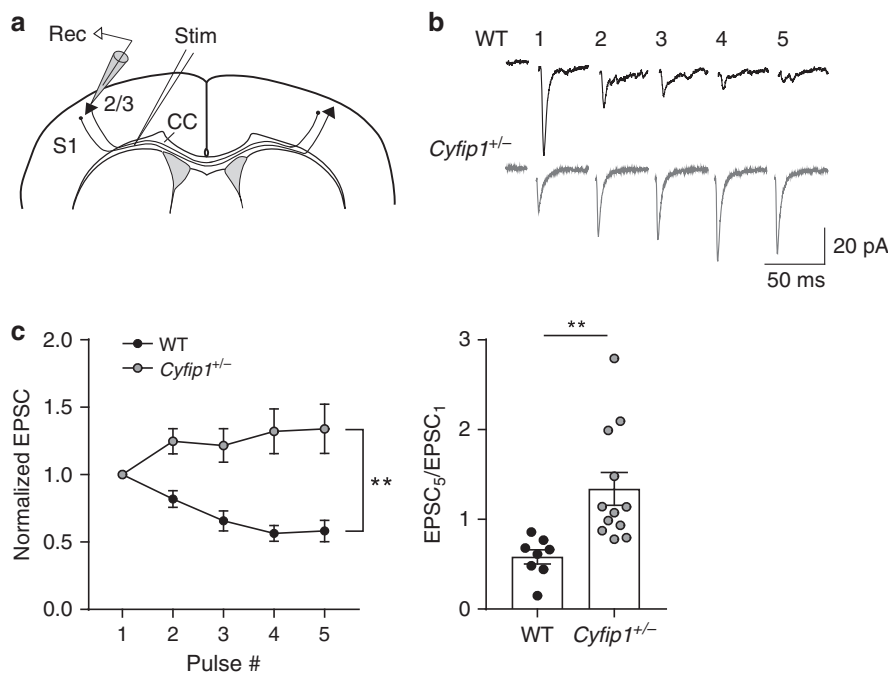 a
Rec
Stim
2/3
CC
S1
b
WT 1 2 3 4 5
Cyfip1+/–
20 pA
50 ms
c
2.0
1.5
1.0
0.5
0.0
Normalized EPSC
WT
Cyfip1+/–
**
1 2 3 4 5
Pulse #
**
3
2
1
0
EPSC5/EPSC1
WT Cyfip1+/–